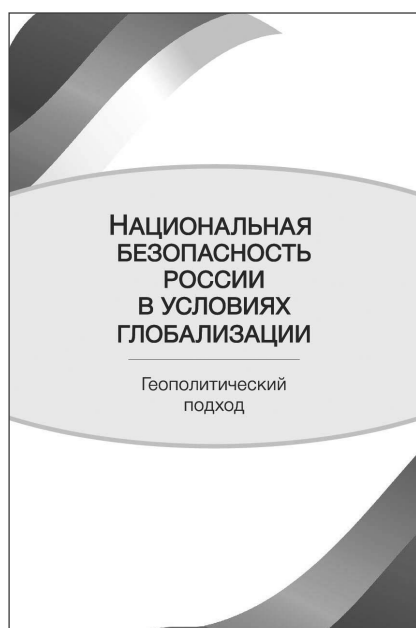 НАЦИОНАЛЬНАЯ
БЕЗОПАСНОСТЬ
РОССИИ
В УСЛОВИЯХ
ГЛОБАЛИЗАЦИИ
Геополитический
подход